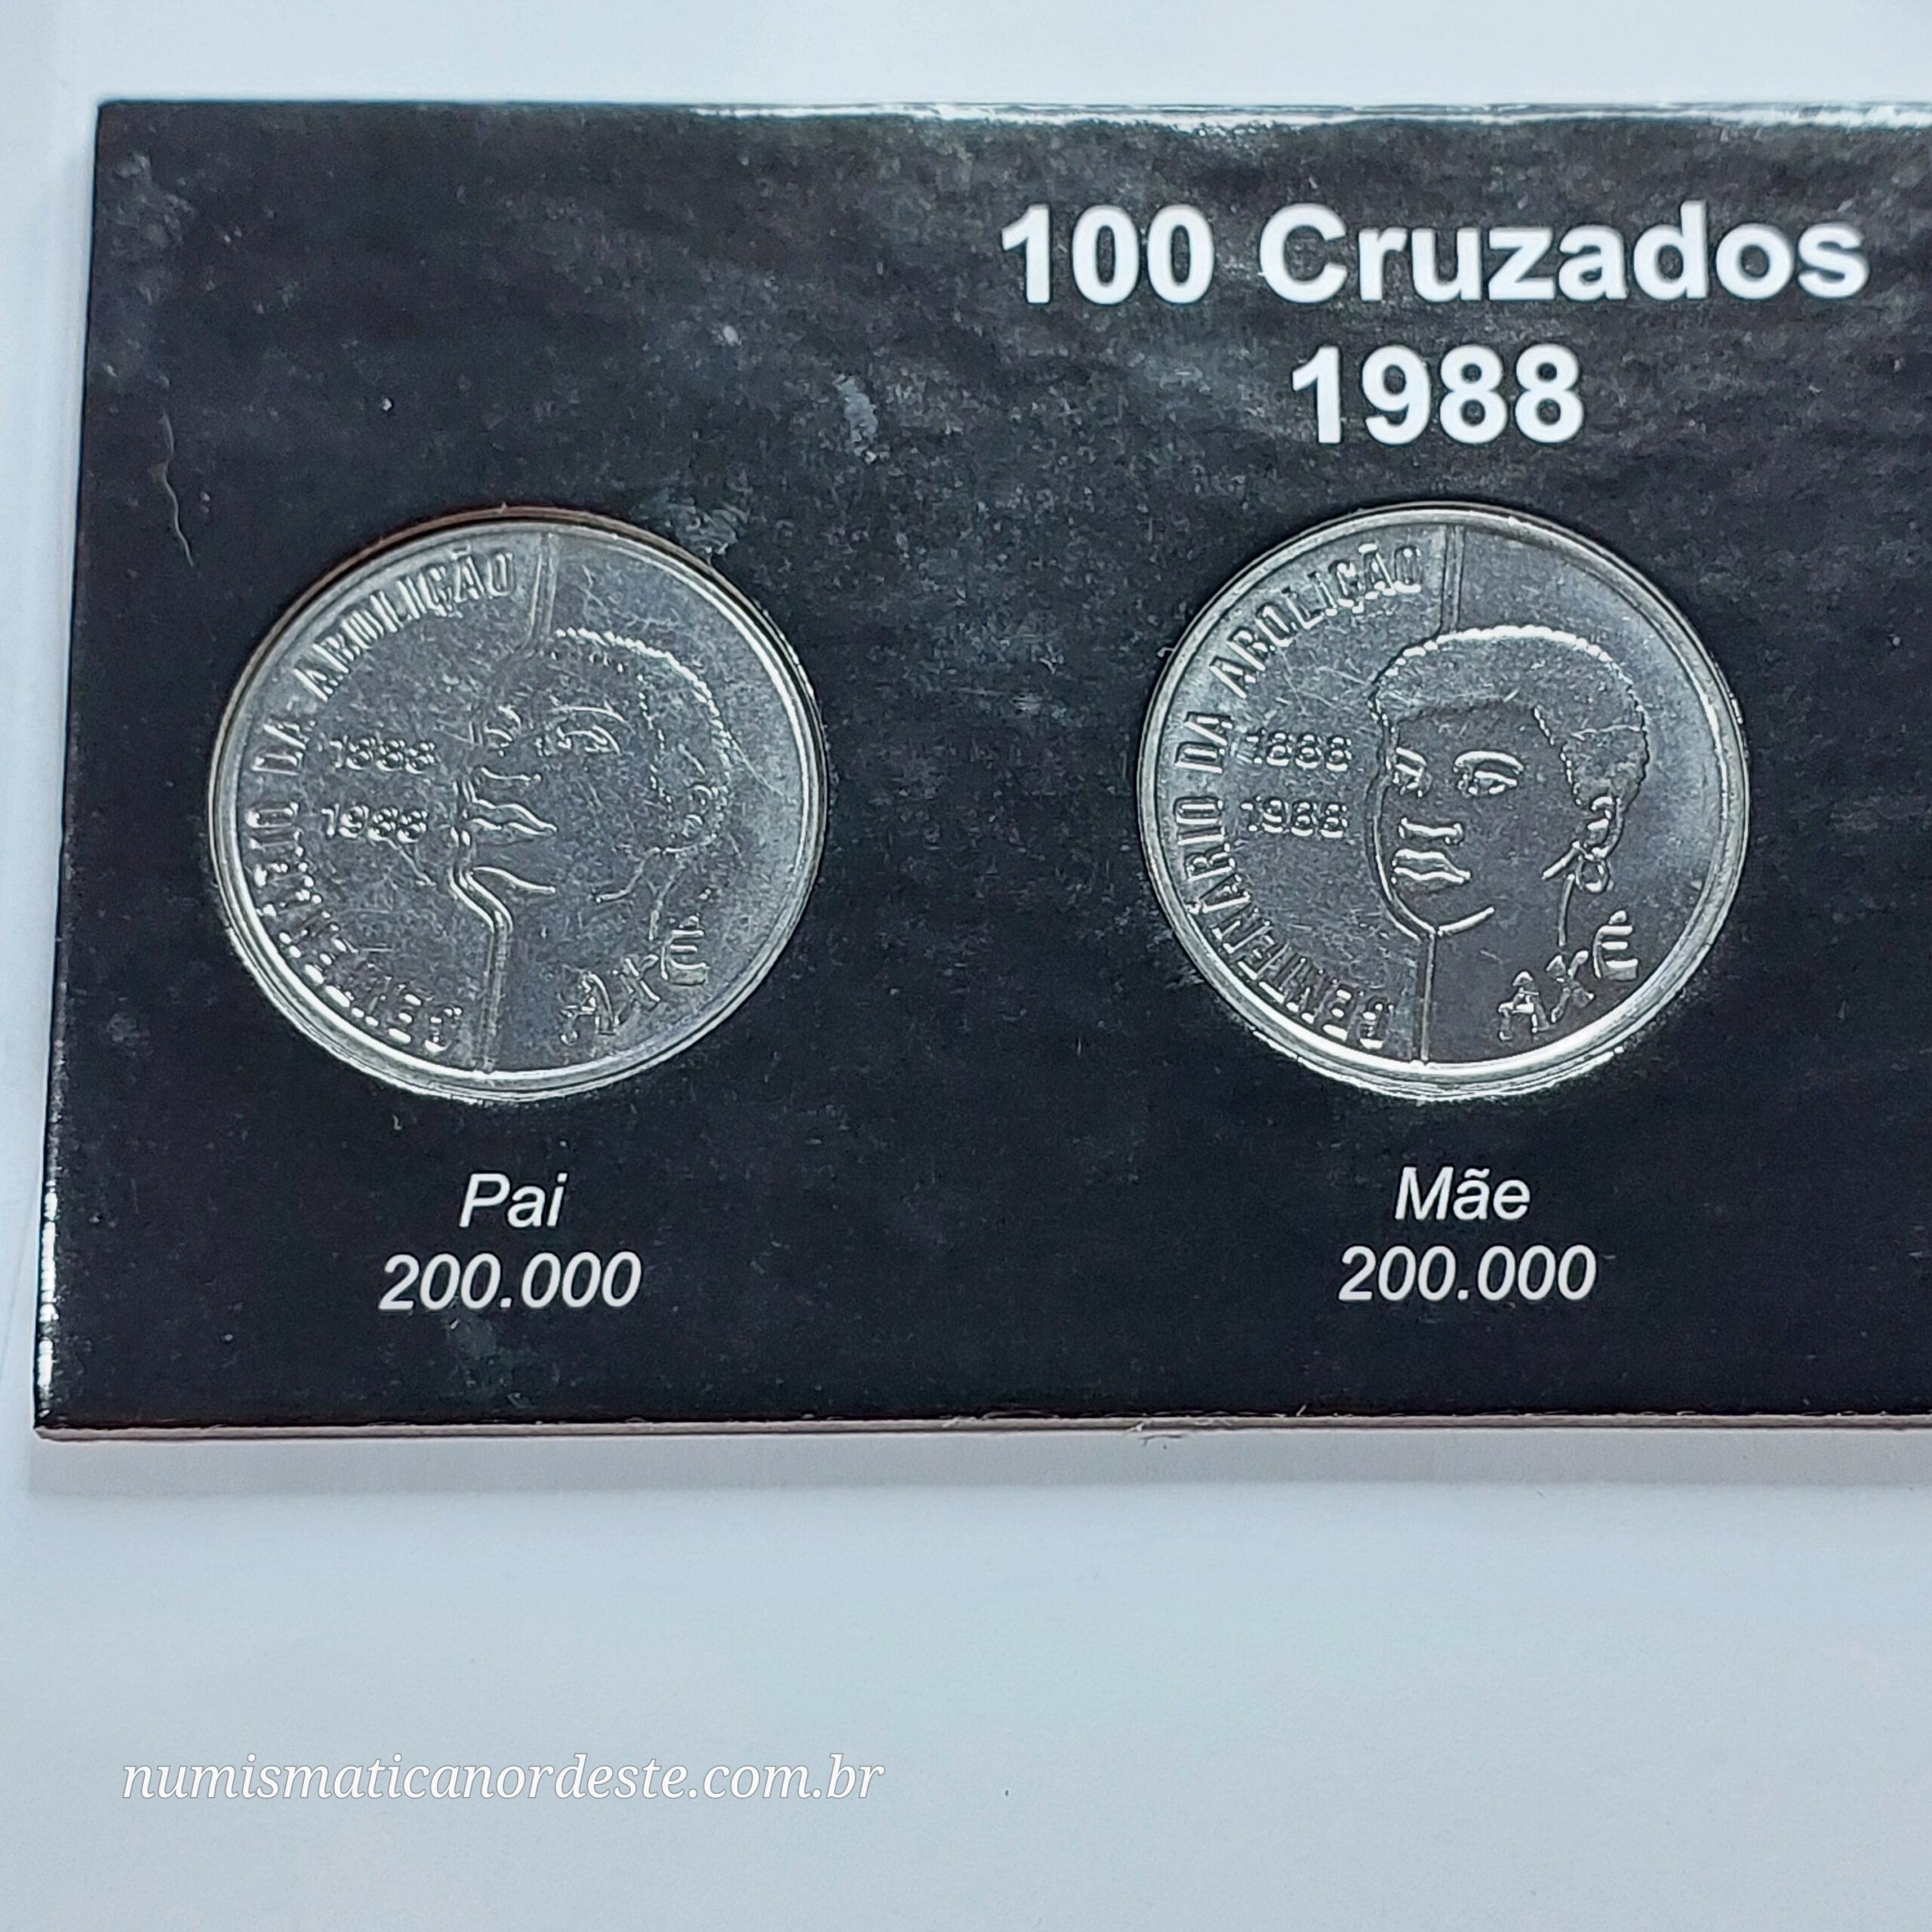 100 Cruzados
1988
CENTENÁRIO DA ABOLIÇÃO
1888
1988
AXÉ
CENTENÁRIO DA ABOLIÇÃO
1888
1988
AXÉ
Pai
200.000
Mãe
200.000
numismaticanordeste.com.br